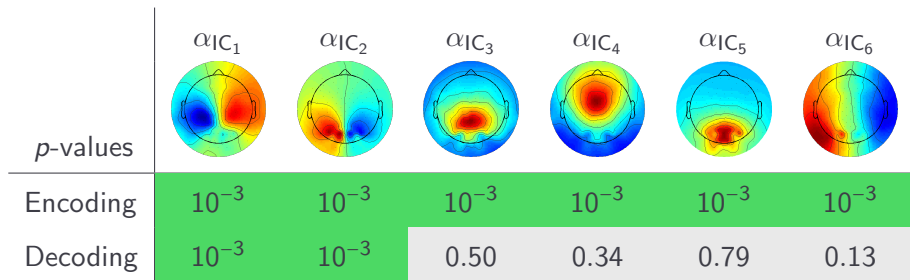 α_IC₁ α_IC₂ α_IC₃ α_IC₄ α_IC₅ α_IC₆
p-values
Encoding 10⁻³ 10⁻³ 10⁻³ 10⁻³ 10⁻³ 10⁻³
Decoding 10⁻³ 10⁻³ 0.50 0.34 0.79 0.13